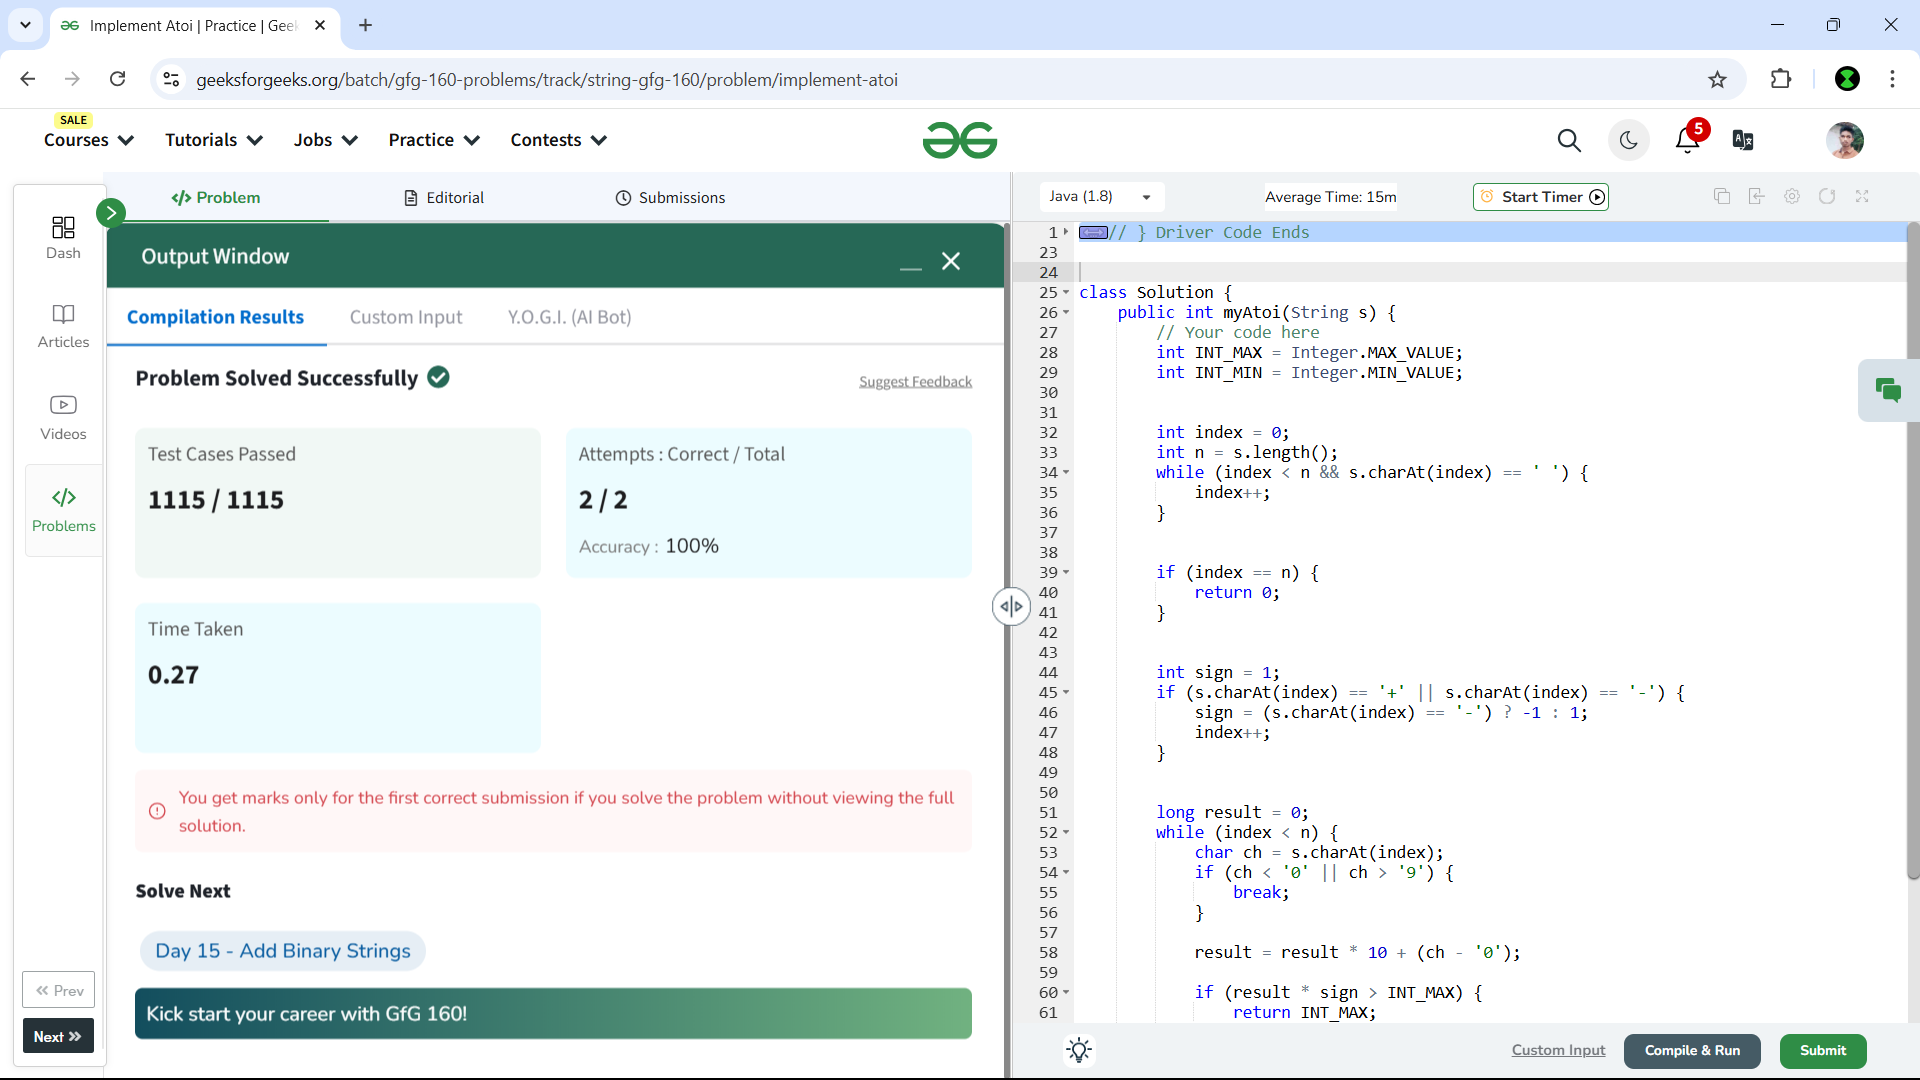 Implement Atoi | Practice | Geek
geeksforgeeks.org/batch/gfg-160-problems/track/string-gfg-160/problem/implement-atoi
SALE
Courses
Tutorials
Jobs
Practice
Contests
5
Dash
Articles
Videos
</>
Problems
Prev
Next
</> Problem
Editorial
Submissions
Output Window
Compilation Results
Custom Input
Y.O.G.I. (AI Bot)
Problem Solved Successfully
Suggest Feedback
Test Cases Passed
1115 / 1115
Attempts : Correct / Total
2 / 2
Accuracy : 100%
Time Taken
0.27
You get marks only for the first correct submission if you solve the problem without viewing the full
solution.
Solve Next
Day 15 - Add Binary Strings
Kick start your career with GfG 160!
Java (1.8)
Average Time: 15m
Start Timer
1 // } Driver Code Ends
23
24
25 class Solution {
26 public int myAtoi(String s) {
27 // Your code here
28 int INT_MAX = Integer.MAX_VALUE;
29 int INT_MIN = Integer.MIN_VALUE;
30
31
32 int index = 0;
33 int n = s.length();
34 while (index < n && s.charAt(index) == ' ') {
35 index++;
36 }
37
38
39 if (index == n) {
40 return 0;
41 }
42
43
44 int sign = 1;
45 if (s.charAt(index) == '+' || s.charAt(index) == '-') {
46 sign = (s.charAt(index) == '-') ? -1 : 1;
47 index++;
48 }
49
50
51 long result = 0;
52 while (index < n) {
53 char ch = s.charAt(index);
54 if (ch < '0' || ch > '9') {
55 break;
56 }
57
58 result = result * 10 + (ch - '0');
59
60 if (result * sign > INT_MAX) {
61 return INT_MAX;
Custom Input
Compile & Run
Submit